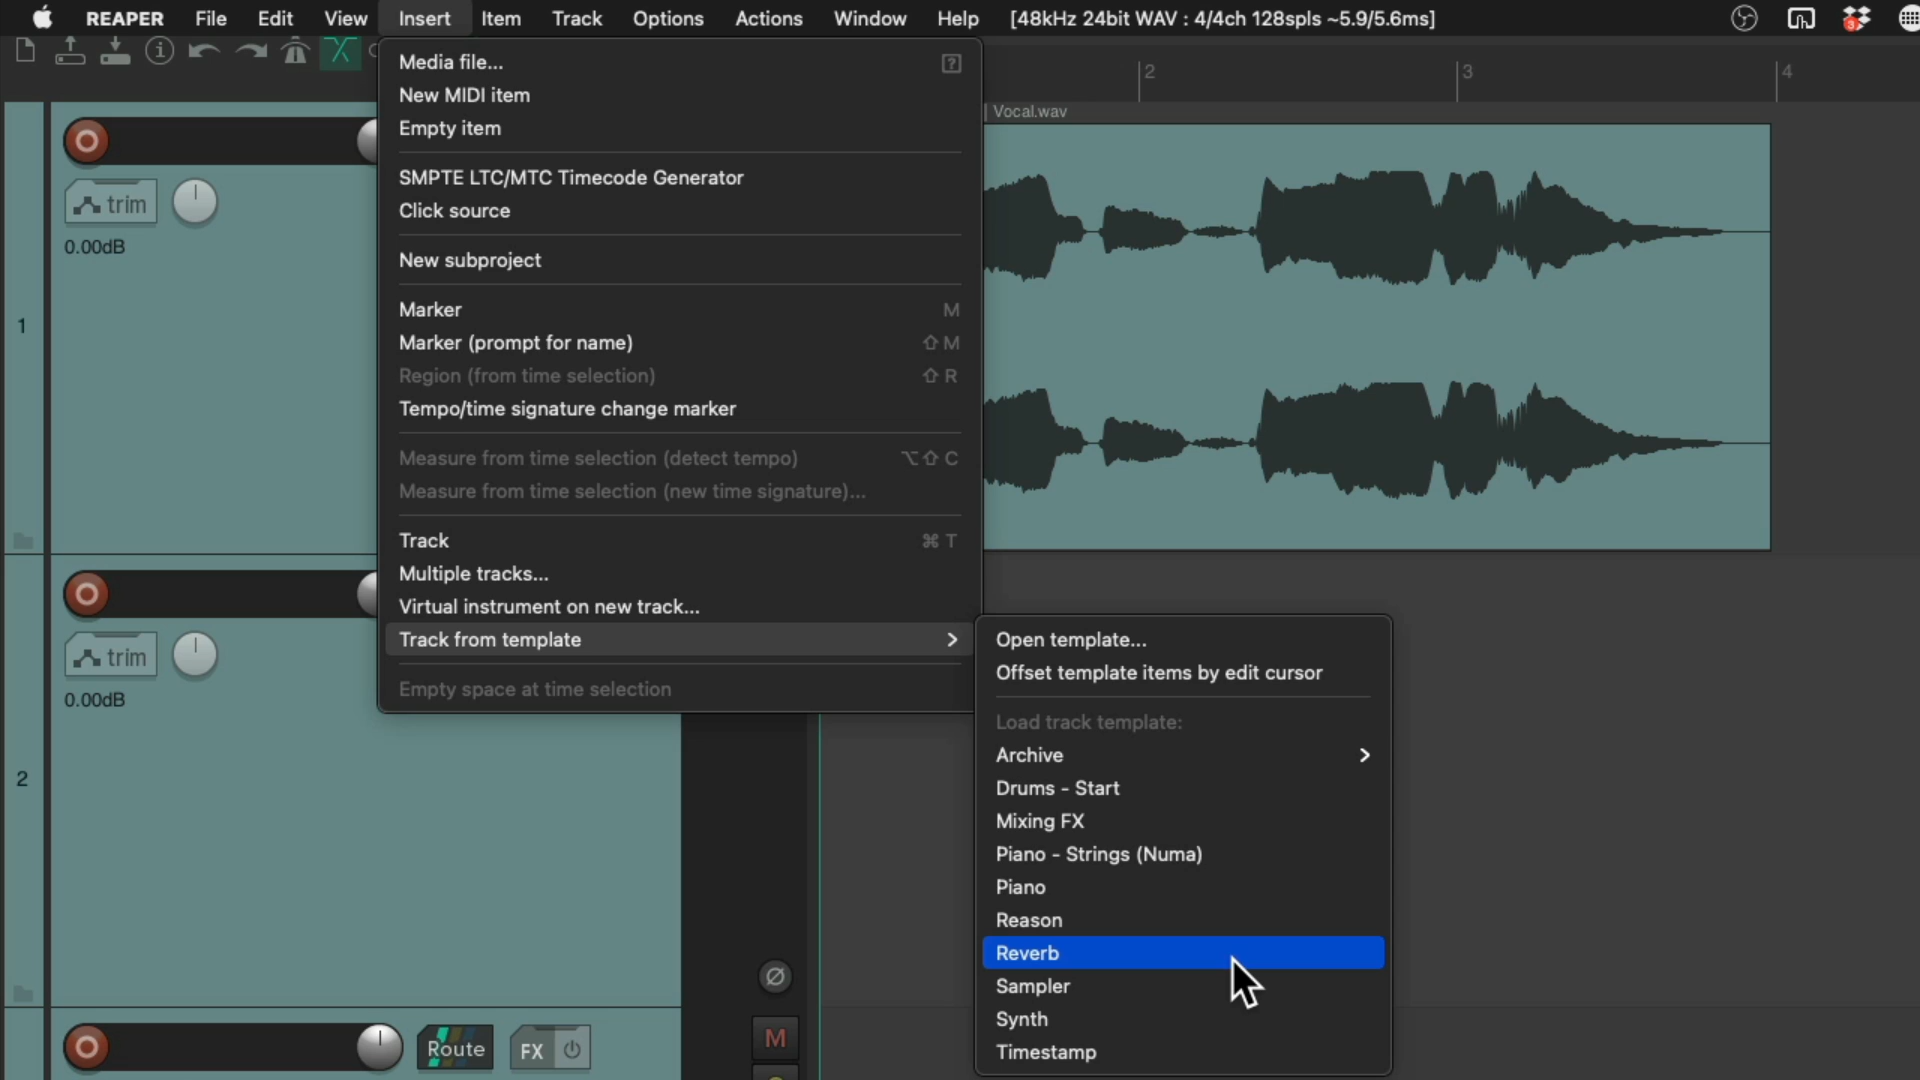 REAPER File Edit View Insert Item Track Options Actions Window Help [48kHz 24bit WAV : 4/4ch 128spls ~5.9/5.6ms]
3
2
3
4
Vocal.wav
Media file...
New MIDI item
Empty item
SMPTE LTC/MTC Timecode Generator
Click source
New subproject
Marker M
Marker (prompt for name) ⇧ M
Region (from time selection) ⇧ R
Tempo/time signature change marker
Measure from time selection (detect tempo) ⌥⇧ C
Measure from time selection (new time signature)...
Track ⌘ T
Multiple tracks...
Virtual instrument on new track...
Track from template
Empty space at time selection
Open template...
Offset template items by edit cursor
Load track template:
Archive
Drums - Start
Mixing FX
Piano - Strings (Numa)
Piano
Reason
Reverb
Sampler
Synth
Timestamp
trim
0.00dB
1
trim
0.00dB
2
Route
FX
M